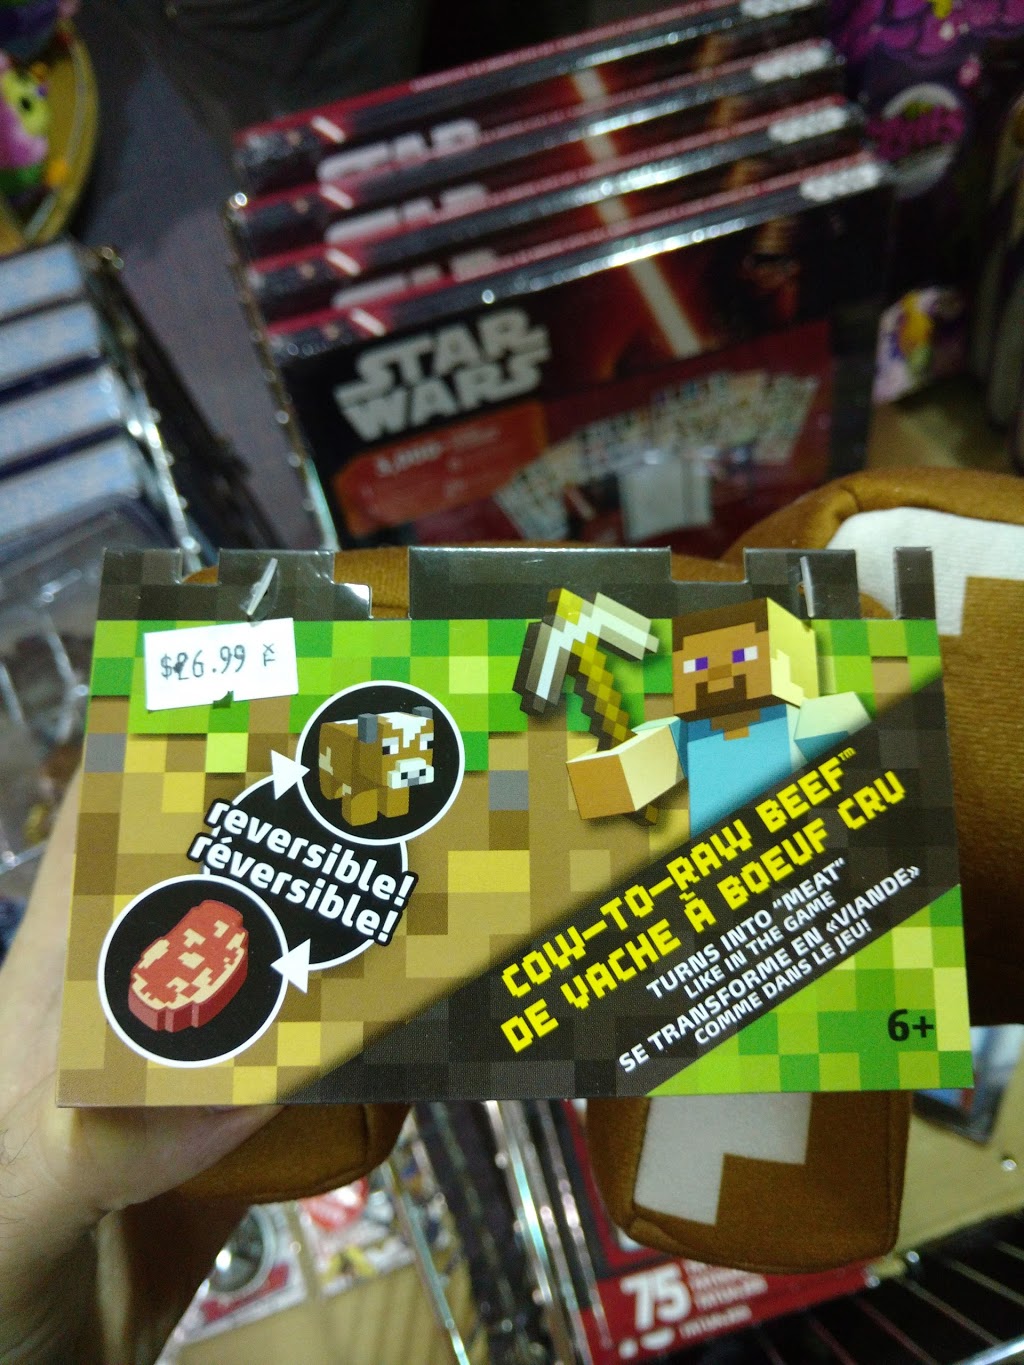 STAR
WARS
$26.99
reversible!
réversible!
COW-TO-RAW BEEF™
DE VACHE À BOEUF CRU
TURNS INTO "MEAT"
LIKE IN THE GAME
SE TRANSFORME EN «VIANDE»
COMME DANS LE JEU!
6+
75